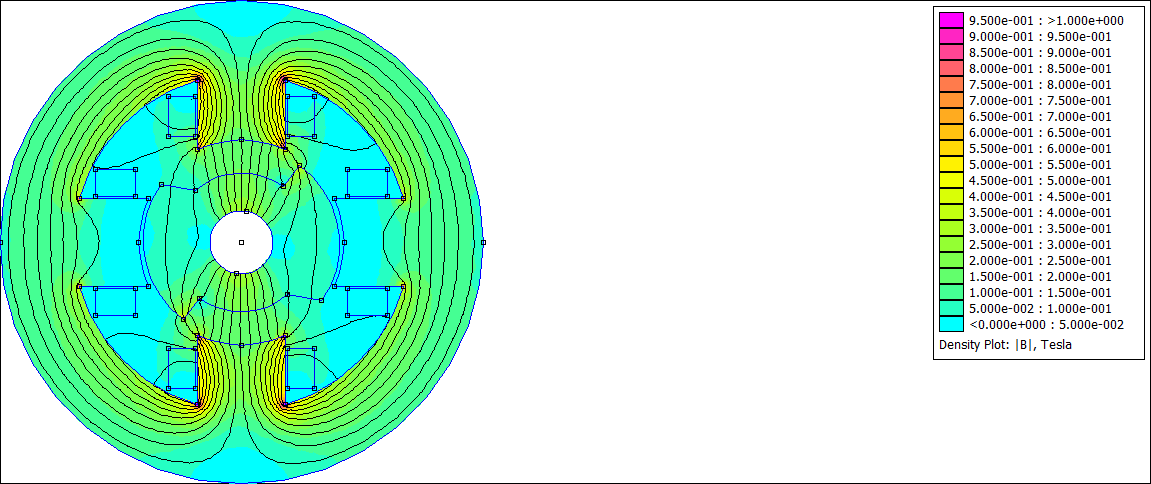 9.500e-001 : >1.000e+000
9.000e-001 : 9.500e-001
8.500e-001 : 9.000e-001
8.000e-001 : 8.500e-001
7.500e-001 : 8.000e-001
7.000e-001 : 7.500e-001
6.500e-001 : 7.000e-001
6.000e-001 : 6.500e-001
5.500e-001 : 6.000e-001
5.000e-001 : 5.500e-001
4.500e-001 : 5.000e-001
4.000e-001 : 4.500e-001
3.500e-001 : 4.000e-001
3.000e-001 : 3.500e-001
2.500e-001 : 3.000e-001
2.000e-001 : 2.500e-001
1.500e-001 : 2.000e-001
1.000e-001 : 1.500e-001
5.000e-002 : 1.000e-001
<0.000e+000 : 5.000e-002
Density Plot: |B|, Tesla